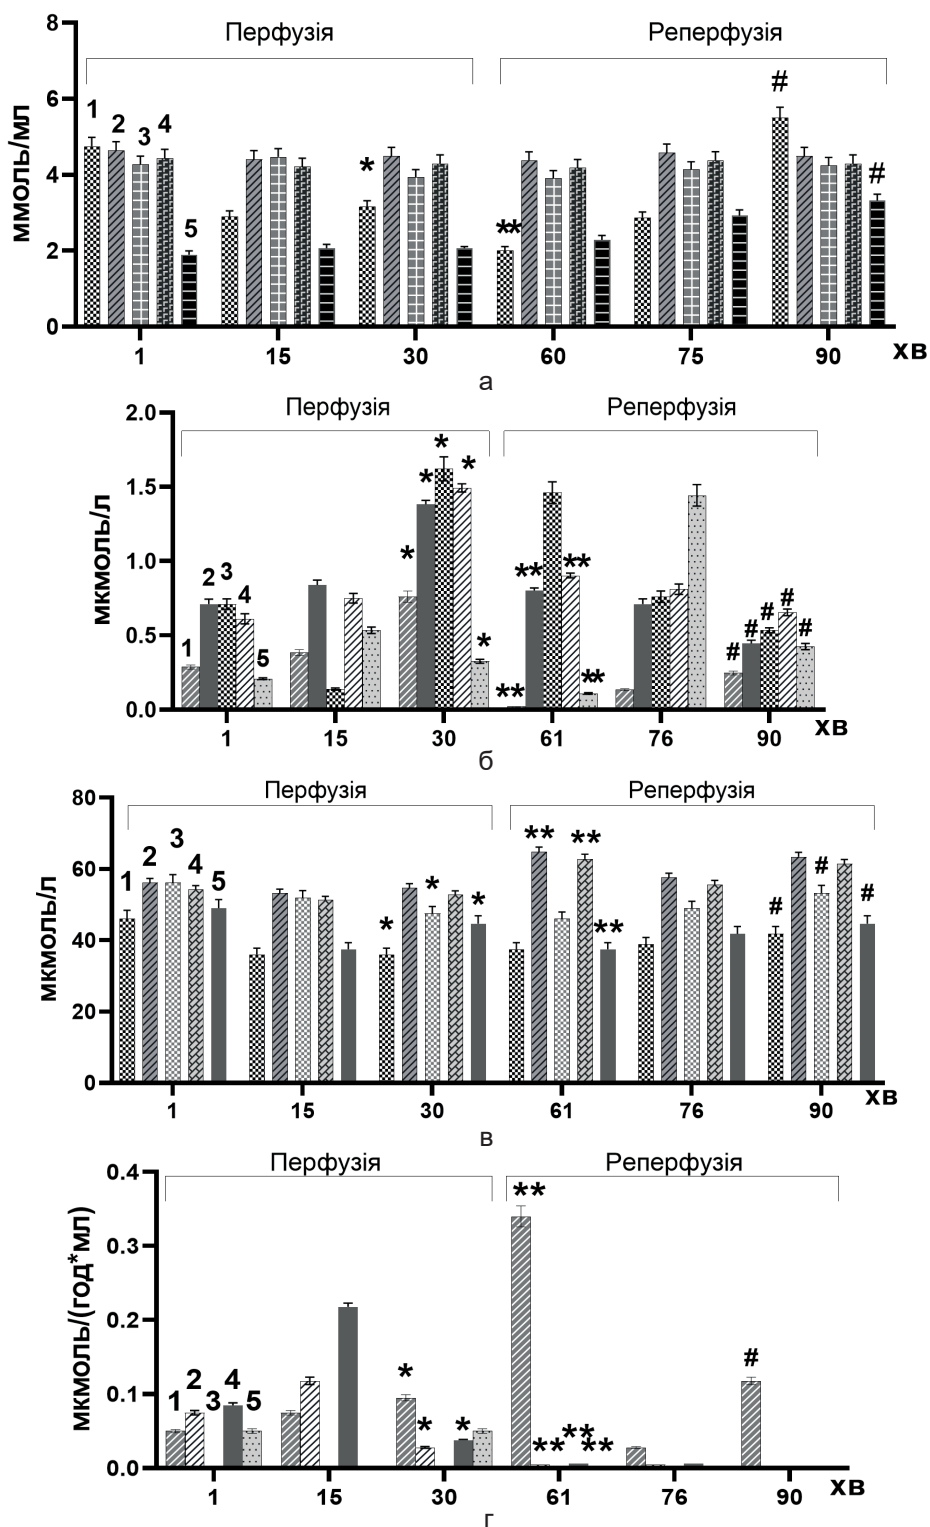 Перфузія Реперфузія
8
6
4
2
0
ммоль/мл
1 2 3 4 5
* ** # #
1 15 30 60 75 90 хв
а
Перфузія Реперфузія
2.0
1.5
1.0
0.5
0.0
мкмоль/л
1 2 3 4 5
* * * * *
** ** ** **
# # # # #
1 15 30 61 76 90 хв
б
Перфузія Реперфузія
80
60
40
20
0
мкмоль/л
1 2 3 4 5
* * *
** ** **
# # #
1 15 30 61 76 90 хв
в
Перфузія Реперфузія
0.4
0.3
0.2
0.1
0.0
мкмоль/(год*мл)
1 2 3 4 5
* * *
** ** ** **
#
1 15 30 61 76 90 хв
г